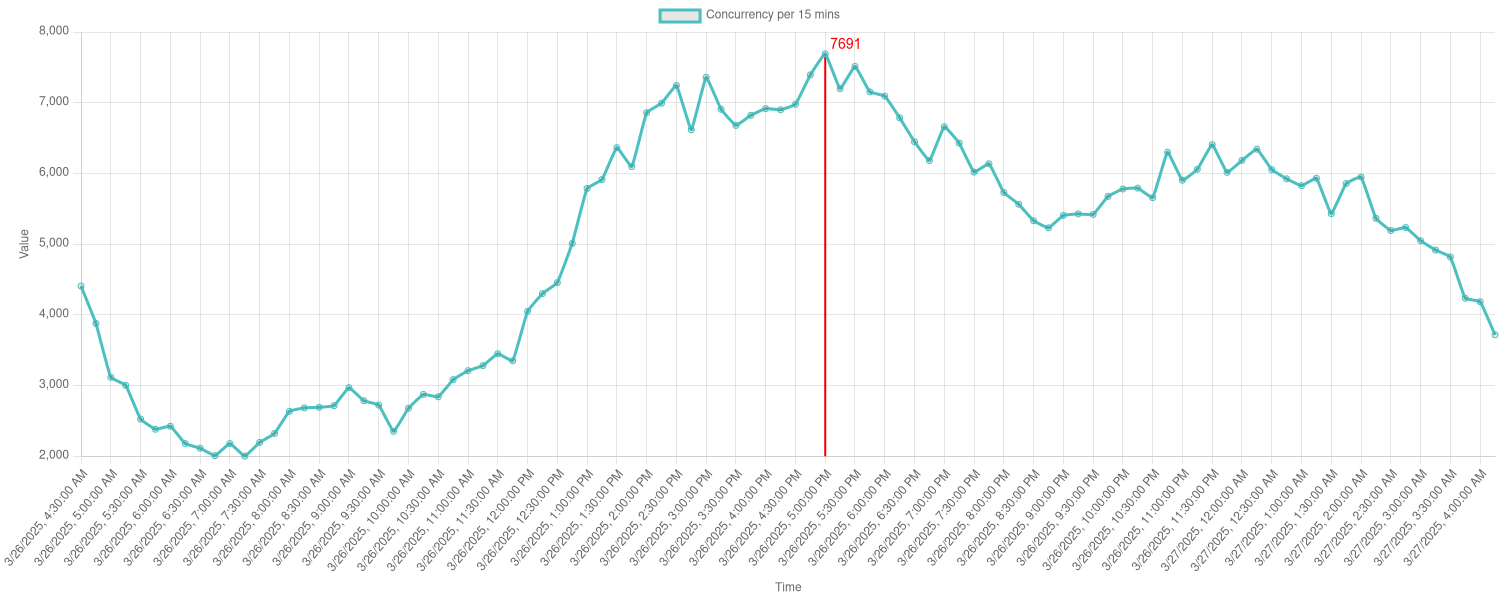 Concurrency per 15 mins
8,000
7691
7,000
6,000
5,000
Value
4,000
3,000
2,000
3/26/2025, 4:30:00 AM
3/26/2025, 5:00:00 AM
3/26/2025, 5:30:00 AM
3/26/2025, 6:00:00 AM
3/26/2025, 6:30:00 AM
3/26/2025, 7:00:00 AM
3/26/2025, 7:30:00 AM
3/26/2025, 8:00:00 AM
3/26/2025, 8:30:00 AM
3/26/2025, 9:00:00 AM
3/26/2025, 9:30:00 AM
3/26/2025, 10:00:00 AM
3/26/2025, 10:30:00 AM
3/26/2025, 11:00:00 AM
3/26/2025, 11:30:00 AM
3/26/2025, 12:00:00 PM
3/26/2025, 12:30:00 PM
3/26/2025, 1:00:00 PM
3/26/2025, 1:30:00 PM
3/26/2025, 2:00:00 PM
3/26/2025, 2:30:00 PM
3/26/2025, 3:00:00 PM
3/26/2025, 3:30:00 PM
3/26/2025, 4:00:00 PM
3/26/2025, 4:30:00 PM
3/26/2025, 5:00:00 PM
3/26/2025, 5:30:00 PM
3/26/2025, 6:00:00 PM
3/26/2025, 6:30:00 PM
3/26/2025, 7:00:00 PM
3/26/2025, 7:30:00 PM
3/26/2025, 8:00:00 PM
3/26/2025, 8:30:00 PM
3/26/2025, 9:00:00 PM
3/26/2025, 9:30:00 PM
3/26/2025, 10:00:00 PM
3/26/2025, 10:30:00 PM
3/26/2025, 11:00:00 PM
3/26/2025, 11:30:00 PM
3/27/2025, 12:00:00 AM
3/27/2025, 12:30:00 AM
3/27/2025, 1:00:00 AM
3/27/2025, 1:30:00 AM
3/27/2025, 2:00:00 AM
3/27/2025, 2:30:00 AM
3/27/2025, 3:00:00 AM
3/27/2025, 3:30:00 AM
3/27/2025, 4:00:00 AM
Time